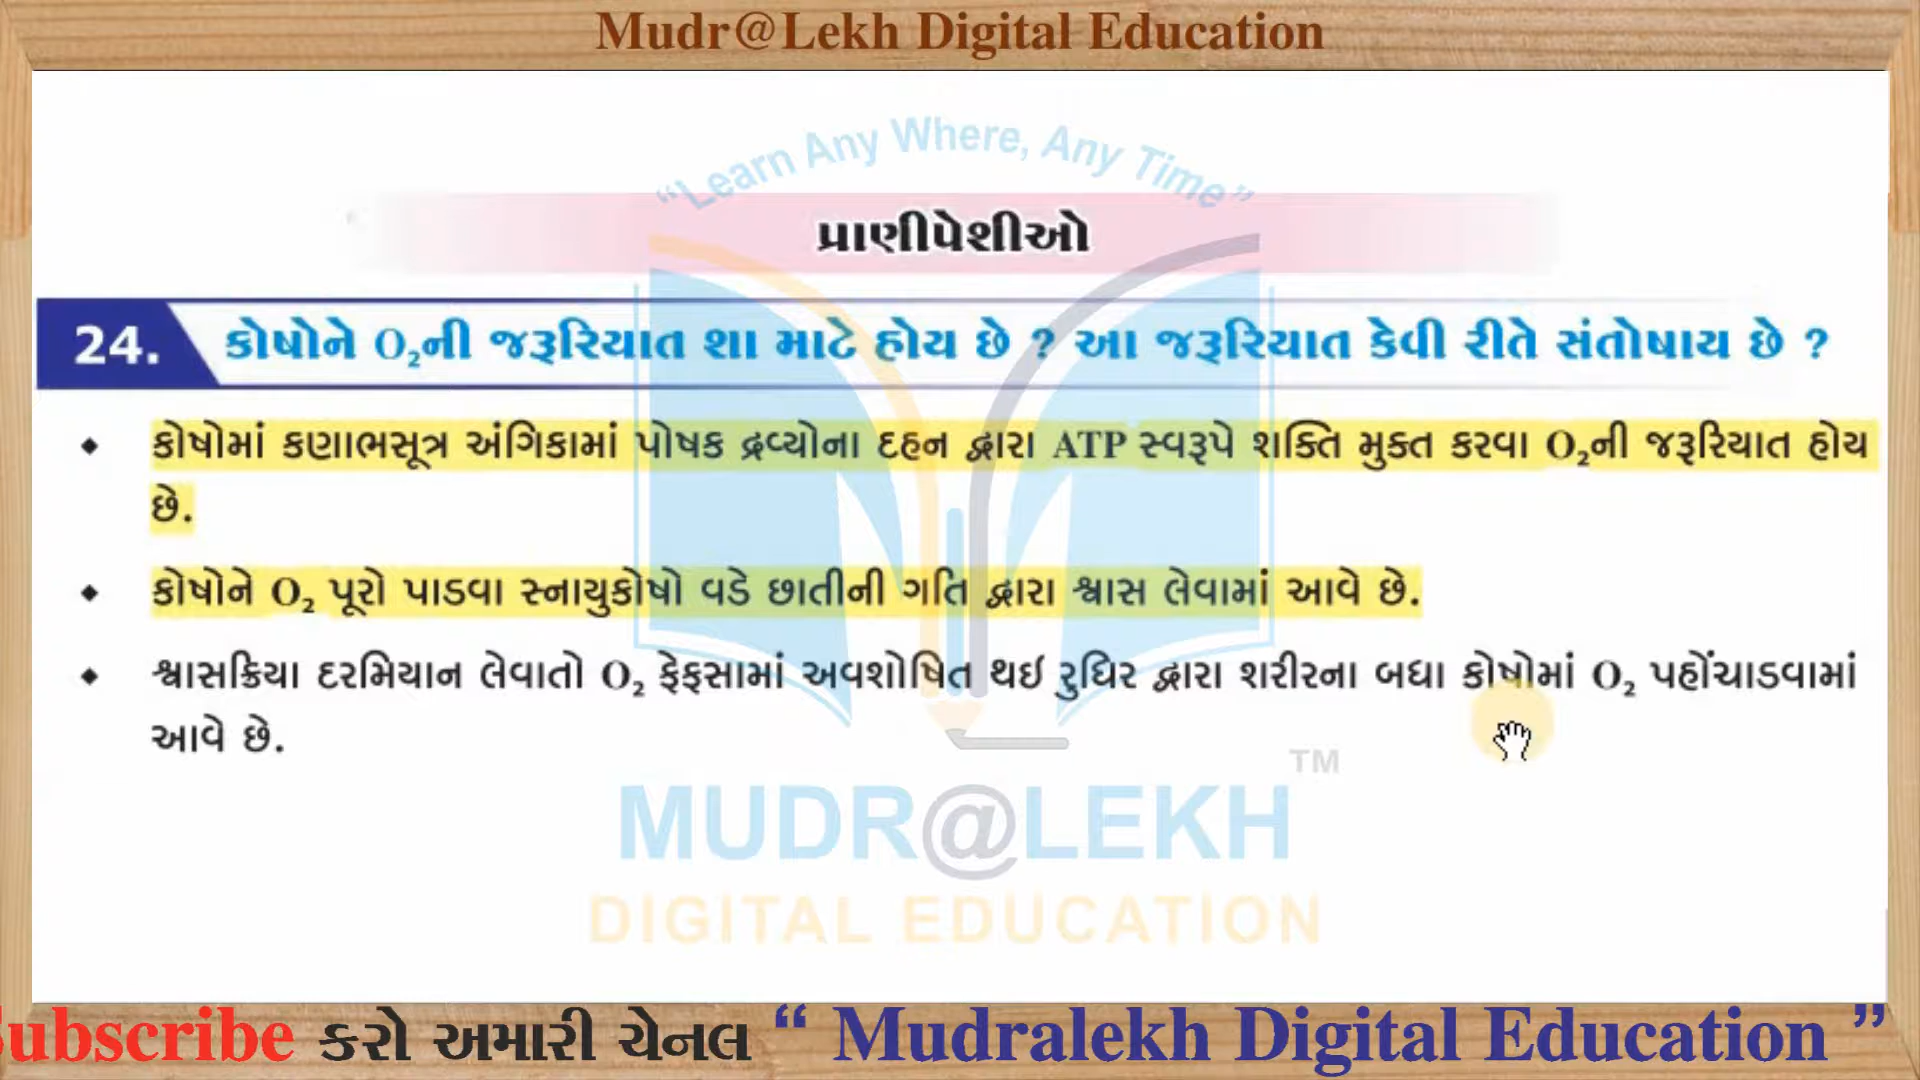 Mudr@Lekh Digital Education
“Learn Any Where, Any Time”
પ્રાણીપેશીઓ
24. કોષોને O₂ની જરૂરિયાત શા માટે હોય છે ? આ જરૂરિયાત કેવી રીતે સંતોષાય છે ?
◆ કોષોમાં કણાભસૂત્ર અંગિકામાં પોષક દ્રવ્યોના દહન દ્વારા ATP સ્વરૂપે શક્તિ મુક્ત કરવા O₂ની જરૂરિયાત હોય
છે.
◆ કોષોને O₂ પૂરો પાડવા સ્નાયુકોષો વડે છાતીની ગતિ દ્વારા શ્વાસ લેવામાં આવે છે.
◆ શ્વાસક્રિયા દરમિયાન લેવાતો O₂ ફેફસામાં અવશોષિત થઈ રુધિર દ્વારા શરીરના બધા કોષોમાં O₂ પહોંચાડવામાં
આવે છે.
TM
MUDR@LEKH
DIGITAL EDUCATION
ubscribe કરો અમારી ચેનલ “ Mudralekh Digital Education ”